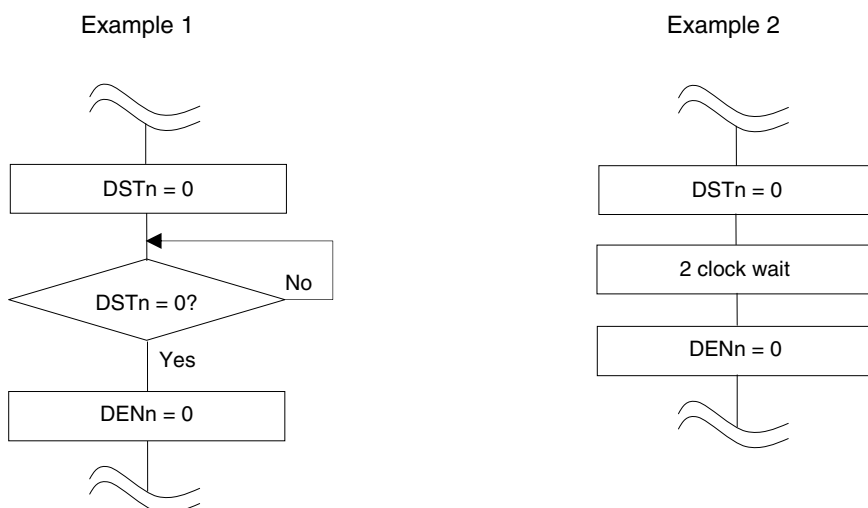 Example 1
DSTn = 0
DSTn = 0?
No
Yes
DENn = 0
Example 2
DSTn = 0
2 clock wait
DENn = 0